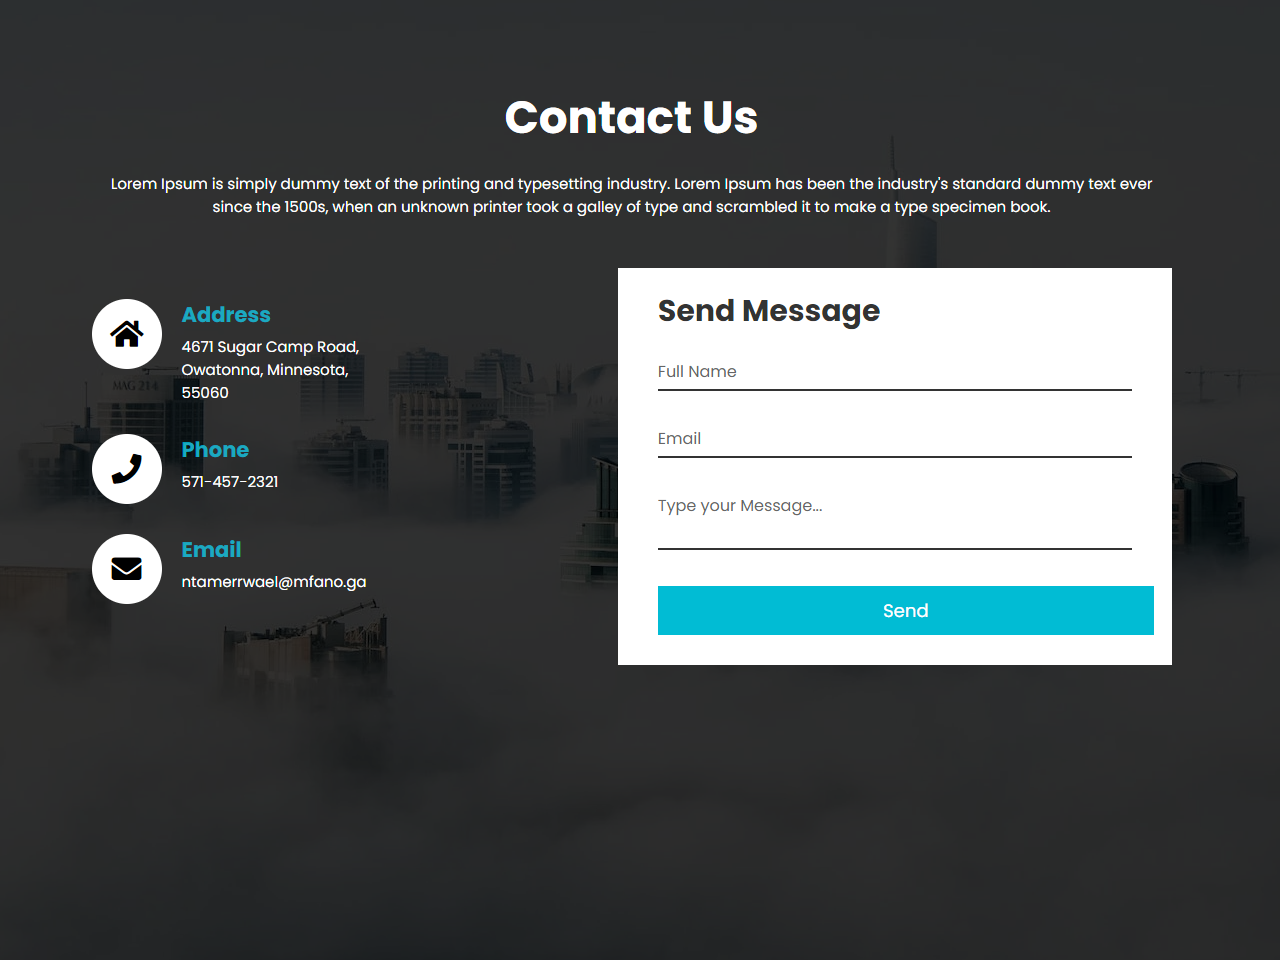 Contact Us
Lorem Ipsum is simply dummy text of the printing and typesetting industry. Lorem Ipsum has been the industry's standard dummy text ever
since the 1500s, when an unknown printer took a galley of type and scrambled it to make a type specimen book.
Address
4671 Sugar Camp Road,
Owatonna, Minnesota,
55060
MAG 214
Phone
571-457-2321
Email
ntamerrwael@mfano.ga
Send Message
Full Name
Email
Type your Message...
Send